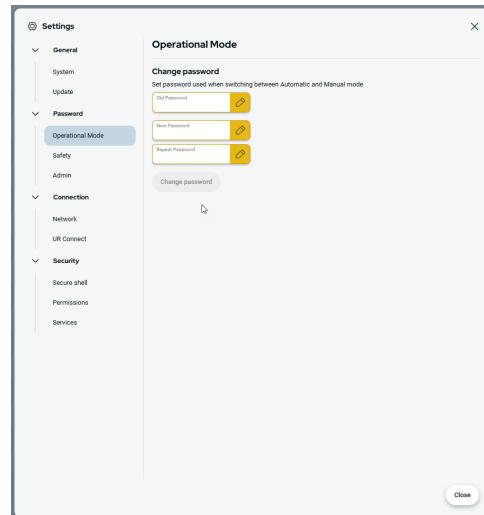 Settings
General
System
Update
Password
Operational Mode
Safety
Admin
Connection
Network
UR Connect
Security
Secure shell
Permissions
Services
Operational Mode
Change password
Set password used when switching between Automatic and Manual mode
Old Password
New Password
Repeat Password
Change password
Close